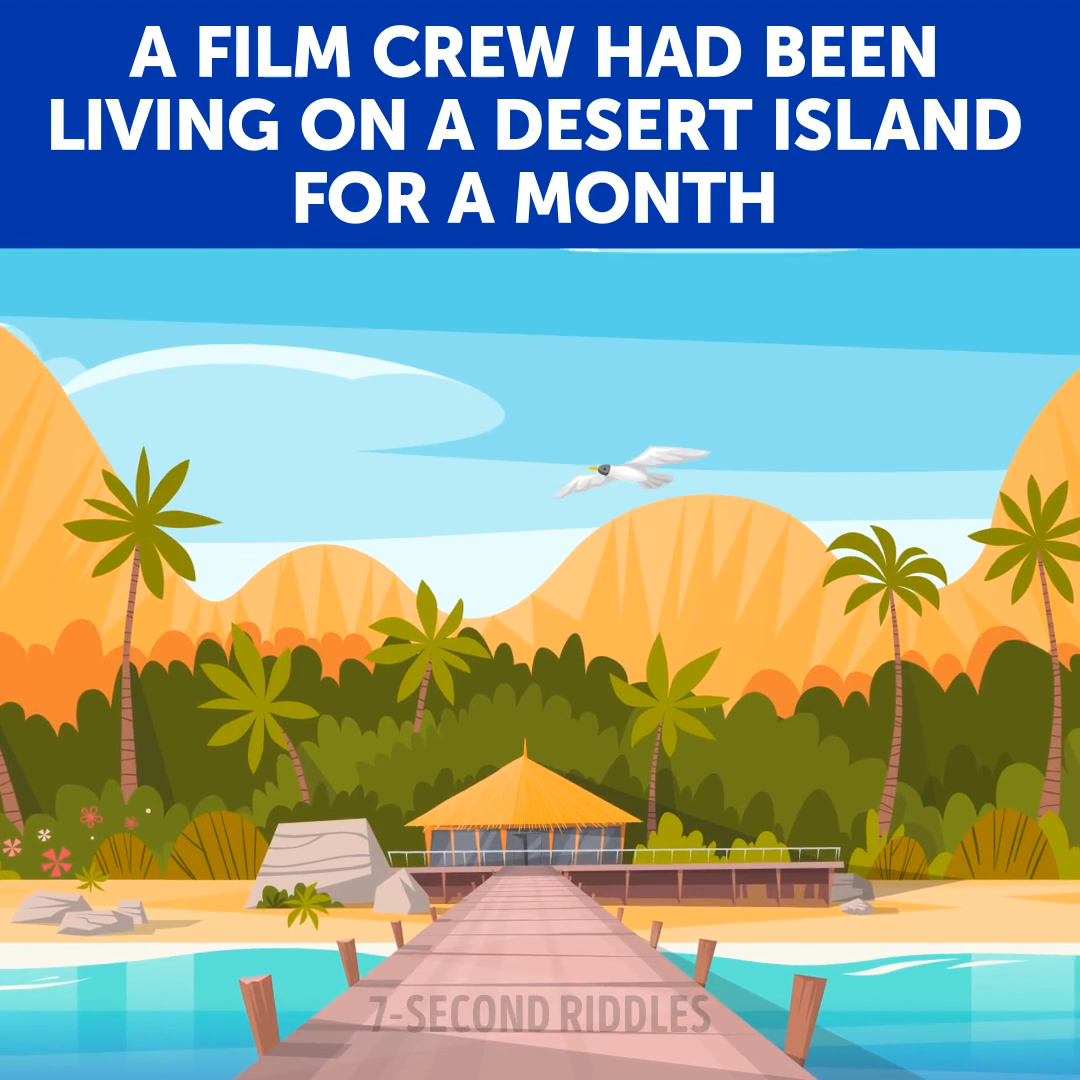 A FILM CREW HAD BEEN
LIVING ON A DESERT ISLAND
FOR A MONTH
7-SECOND RIDDLES